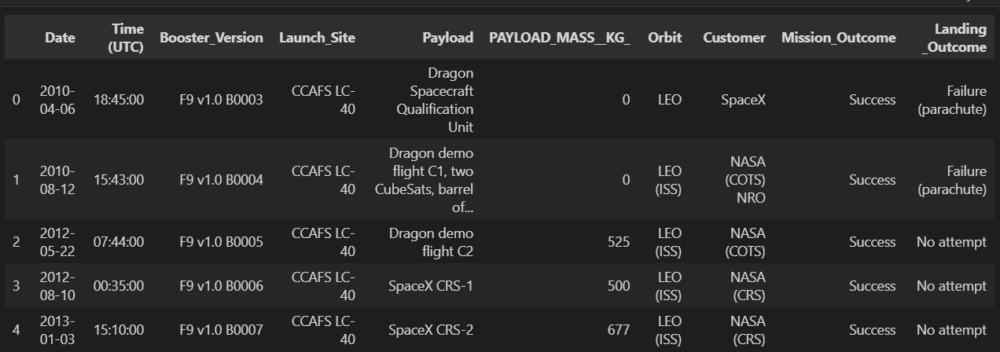 Date Time (UTC) Booster_Version Launch_Site Payload PAYLOAD_MASS__KG_ Orbit Customer Mission_Outcome Landing _Outcome
0 2010-04-06 18:45:00 F9 v1.0 B0003 CCAFS LC-40 Dragon Spacecraft Qualification Unit 0 LEO SpaceX Success Failure (parachute)
1 2010-08-12 15:43:00 F9 v1.0 B0004 CCAFS LC-40 Dragon demo flight C1, two CubeSats, barrel of... 0 LEO (ISS) NASA (COTS) NRO Success Failure (parachute)
2 2012-05-22 07:44:00 F9 v1.0 B0005 CCAFS LC-40 Dragon demo flight C2 525 LEO (ISS) NASA (COTS) Success No attempt
3 2012-08-10 00:35:00 F9 v1.0 B0006 CCAFS LC-40 SpaceX CRS-1 500 LEO (ISS) NASA (CRS) Success No attempt
4 2013-01-03 15:10:00 F9 v1.0 B0007 CCAFS LC-40 SpaceX CRS-2 677 LEO (ISS) NASA (CRS) Success No attempt